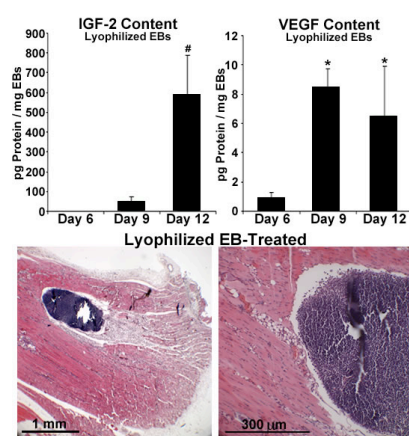 IGF-2 Content
Lyophilized EBs
pg Protein / mg EBs
900
800
700
600
500
400
300
200
100
0
#
Day 6 Day 9 Day 12
VEGF Content
Lyophilized EBs
pg Protein / mg EBs
12
10
8
6
4
2
0
* *
Day 6 Day 9 Day 12
Lyophilized EB-Treated
1 mm
300 µm